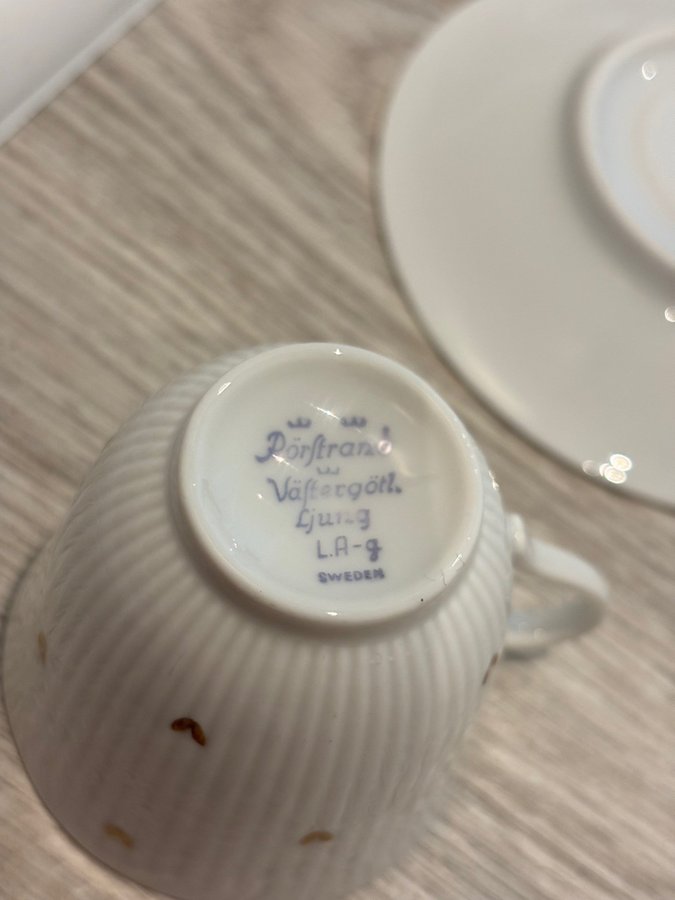 Rörstrand
Västergötl.
Ljung
L.A-g
SWEDEN